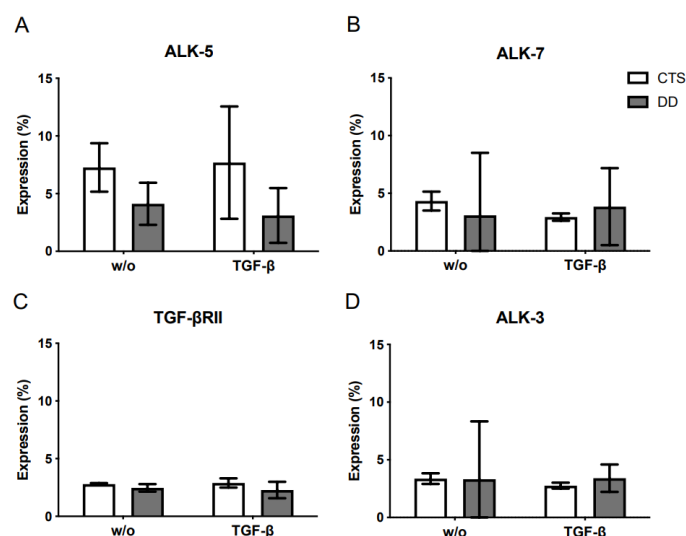 A
ALK-5
Expression (%)
15
10
5
0
w/o
TGF-β
B
ALK-7
CTS
DD
Expression (%)
15
10
5
0
w/o
TGF-β
C
TGF-βRII
Expression (%)
15
10
5
0
w/o
TGF-β
D
ALK-3
Expression (%)
15
10
5
0
w/o
TGF-β